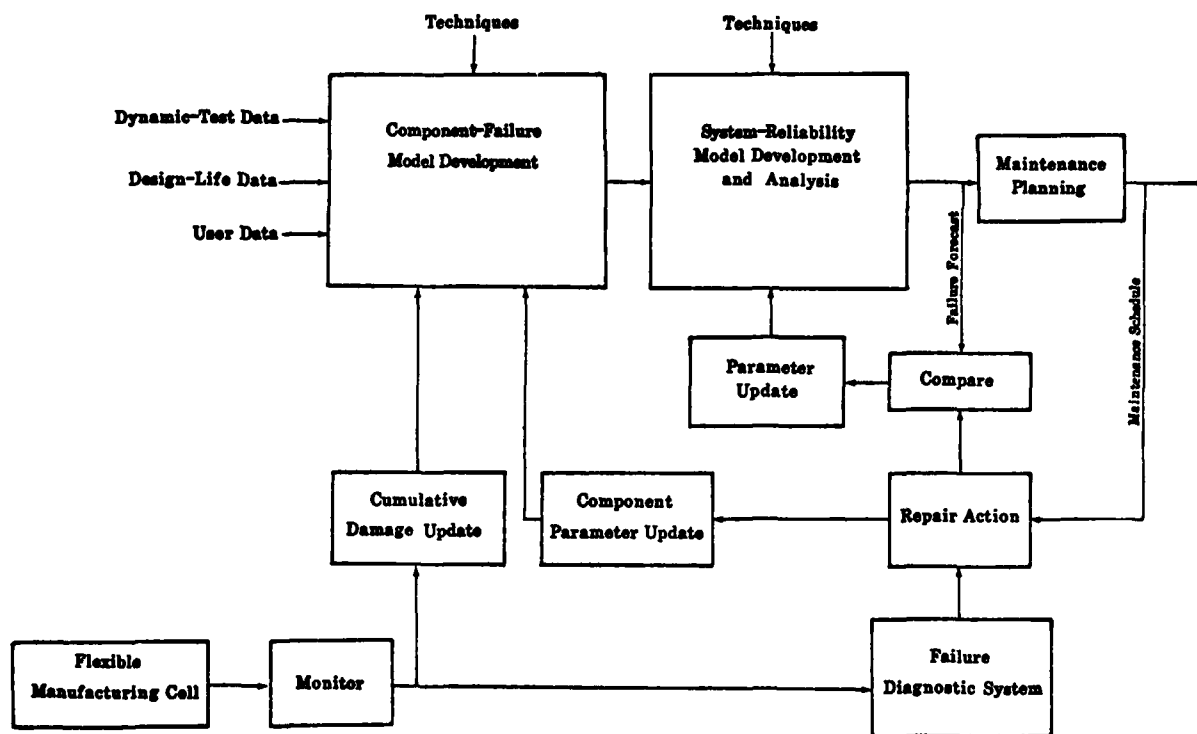 Techniques
Techniques
Dynamic-Test Data
Design-Life Data
User Data
Component-Failure
Model Development
System-Reliability
Model Development
and Analysis
Maintenance
Planning
Failure Forecast
Maintenance Schedule
Parameter
Update
Compare
Cumulative
Damage Update
Component
Parameter Update
Repair Action
Flexible
Manufacturing Cell
Monitor
Failure
Diagnostic System